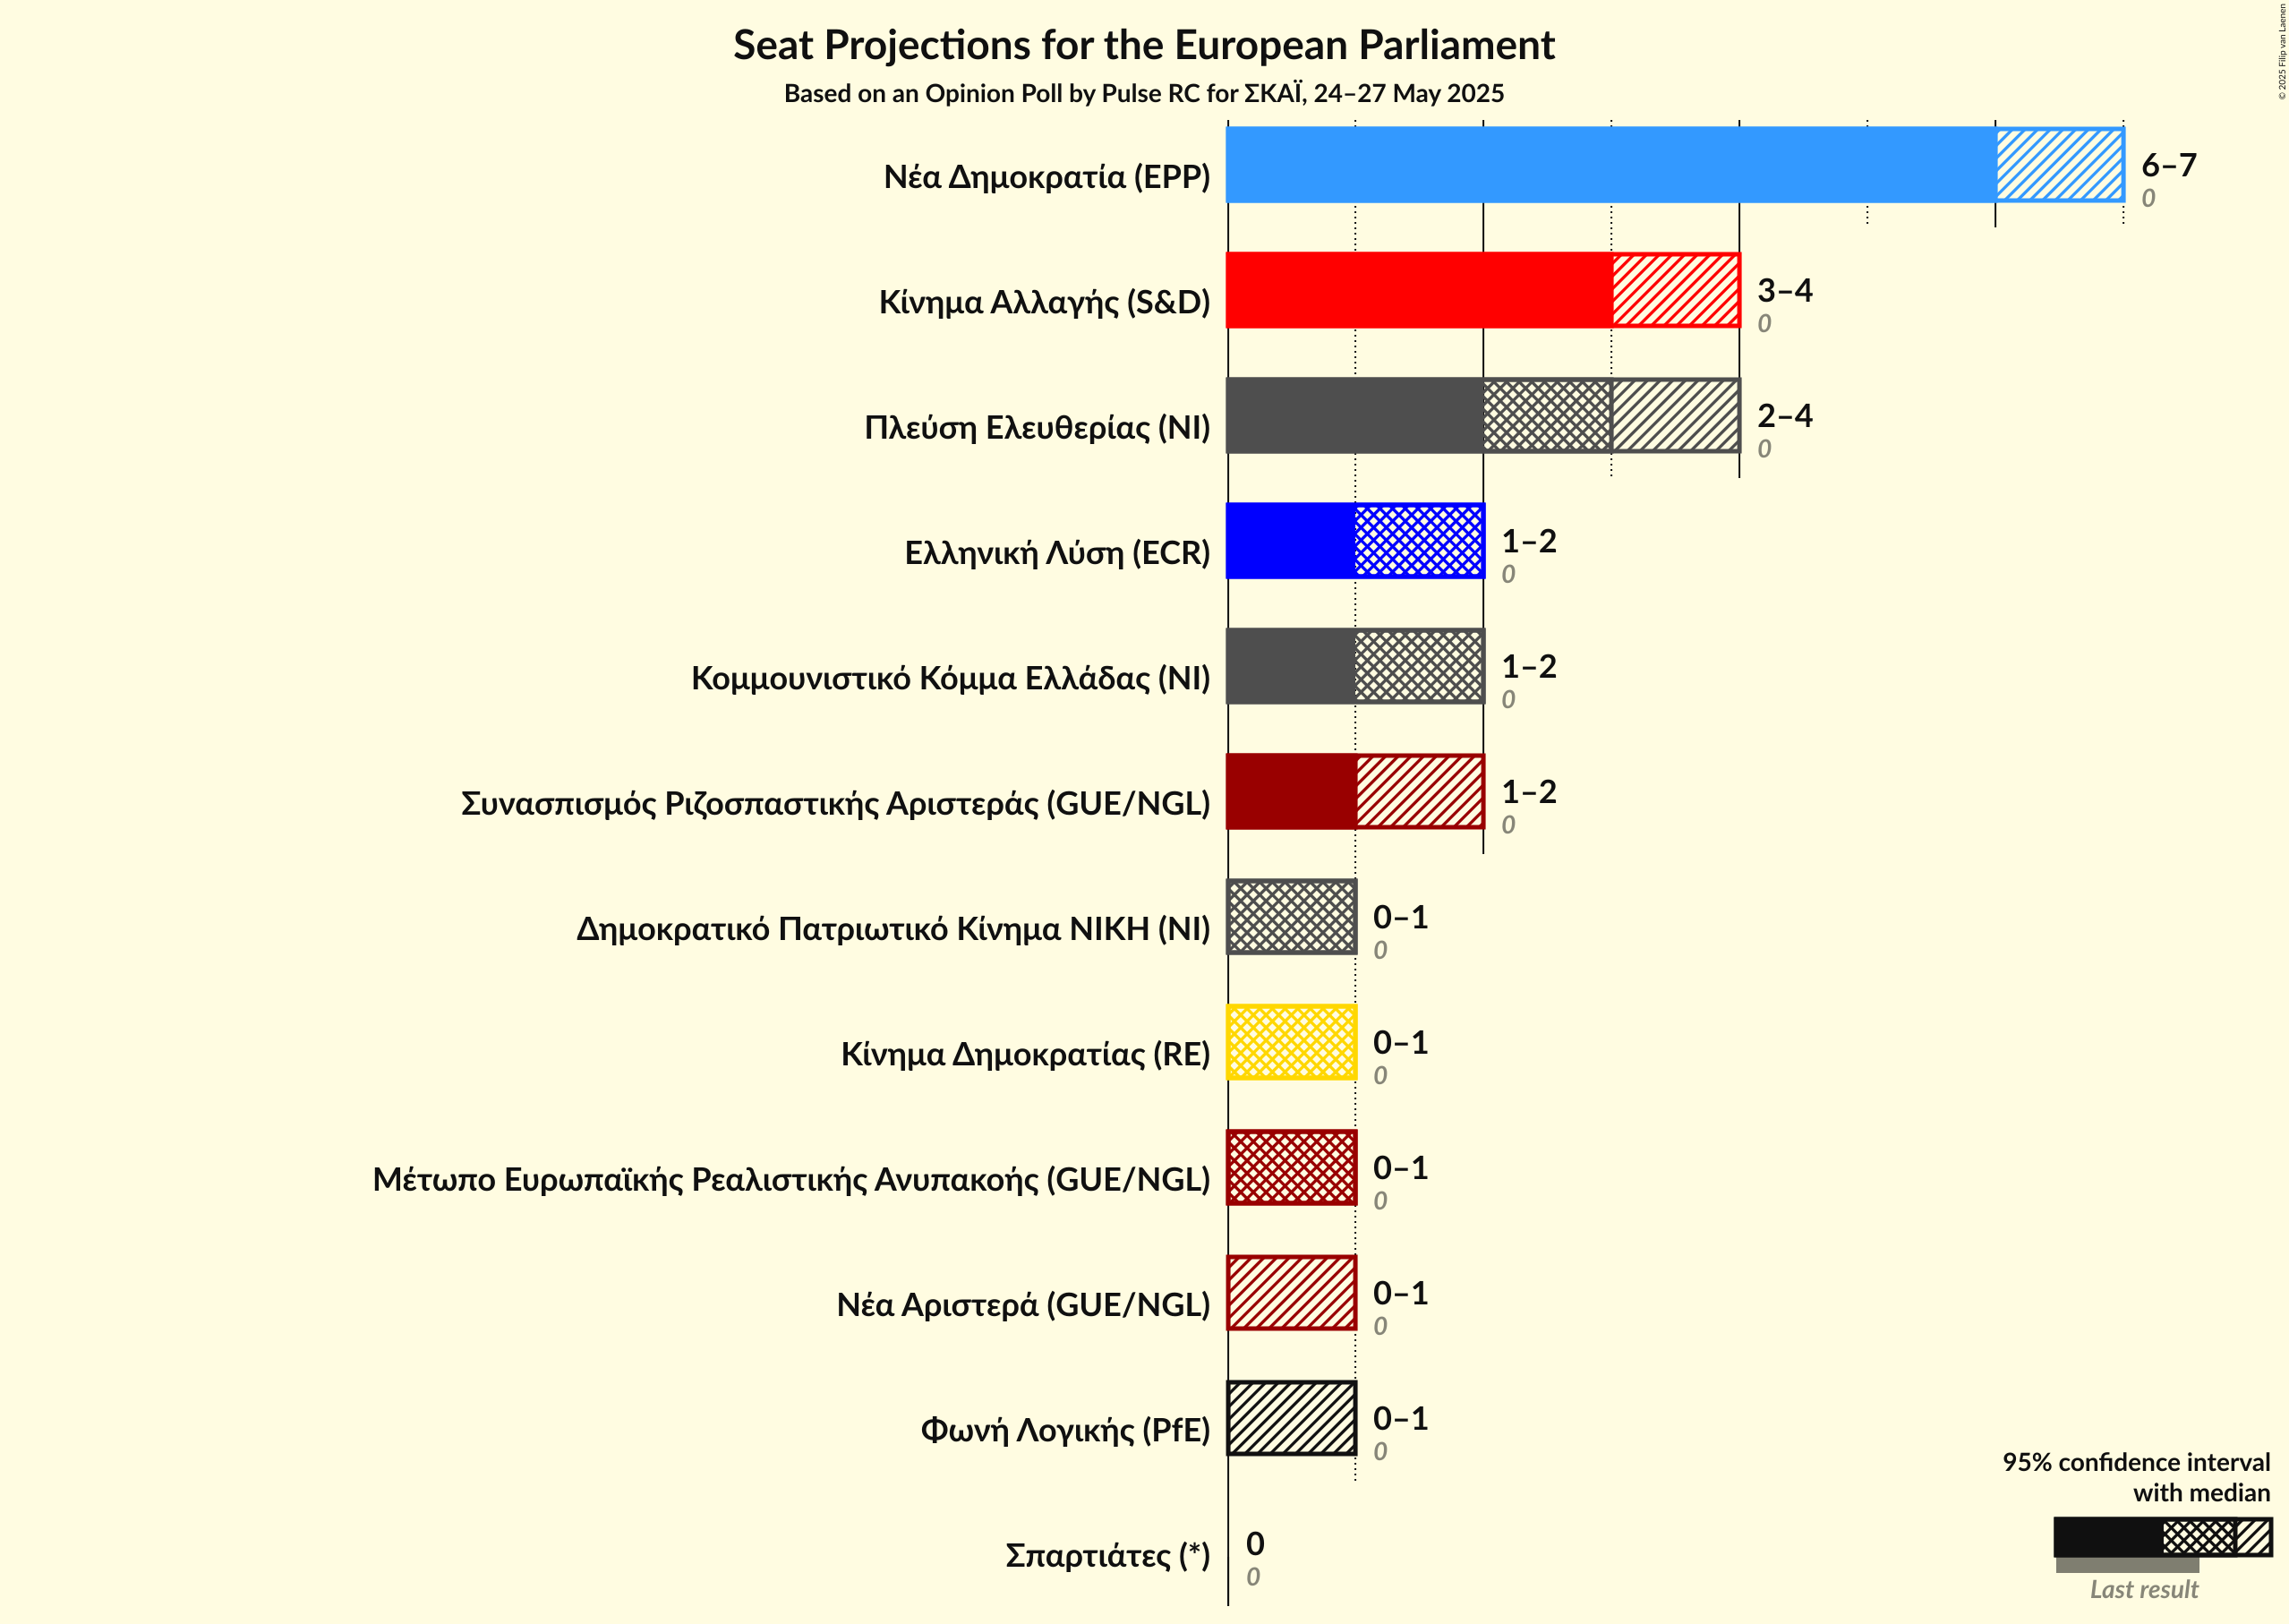 Seat Projections for the European Parliament
Based on an Opinion Poll by Pulse RC for ΣΚΑΪ, 24–27 May 2025
© 2025 Filip van Laenen
Νέα Δημοκρατία (EPP)
6–7
0
Κίνημα Αλλαγής (S&D)
3–4
0
Πλεύση Ελευθερίας (NI)
2–4
0
Ελληνική Λύση (ECR)
1–2
0
Κομμουνιστικό Κόμμα Ελλάδας (NI)
1–2
0
Συνασπισμός Ριζοσπαστικής Αριστεράς (GUE/NGL)
1–2
0
Δημοκρατικό Πατριωτικό Κίνημα ΝΙΚΗ (NI)
0–1
0
Κίνημα Δημοκρατίας (RE)
0–1
0
Μέτωπο Ευρωπαϊκής Ρεαλιστικής Ανυπακοής (GUE/NGL)
0–1
0
Νέα Αριστερά (GUE/NGL)
0–1
0
Φωνή Λογικής (PfE)
0–1
0
Σπαρτιάτες (*)
0
0
95% confidence interval
with median
Last result